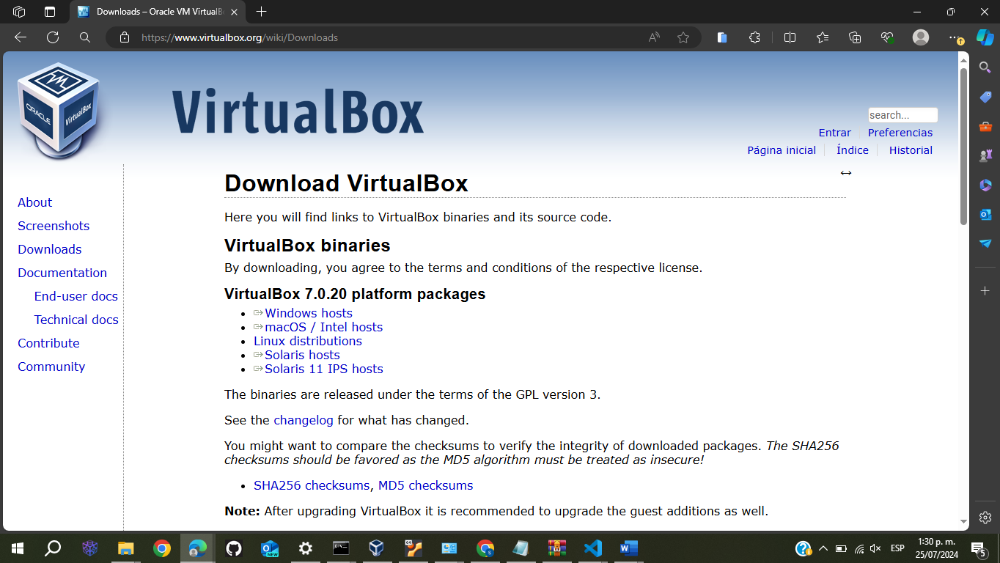 Downloads – Oracle VM VirtualB
https://www.virtualbox.org/wiki/Downloads
ORACLE
VirtualBox
VirtualBox
search...
Entrar
Preferencias
Página inicial
Índice
Historial
About
Screenshots
Downloads
Documentation
End-user docs
Technical docs
Contribute
Community
Download VirtualBox
Here you will find links to VirtualBox binaries and its source code.
VirtualBox binaries
By downloading, you agree to the terms and conditions of the respective license.
VirtualBox 7.0.20 platform packages
Windows hosts
macOS / Intel hosts
Linux distributions
Solaris hosts
Solaris 11 IPS hosts
The binaries are released under the terms of the GPL version 3.
See the changelog for what has changed.
You might want to compare the checksums to verify the integrity of downloaded packages. The SHA256
checksums should be favored as the MD5 algorithm must be treated as insecure!
SHA256 checksums, MD5 checksums
Note: After upgrading VirtualBox it is recommended to upgrade the guest additions as well.
NEW
ESP
1:30 p. m.
25/07/2024
5